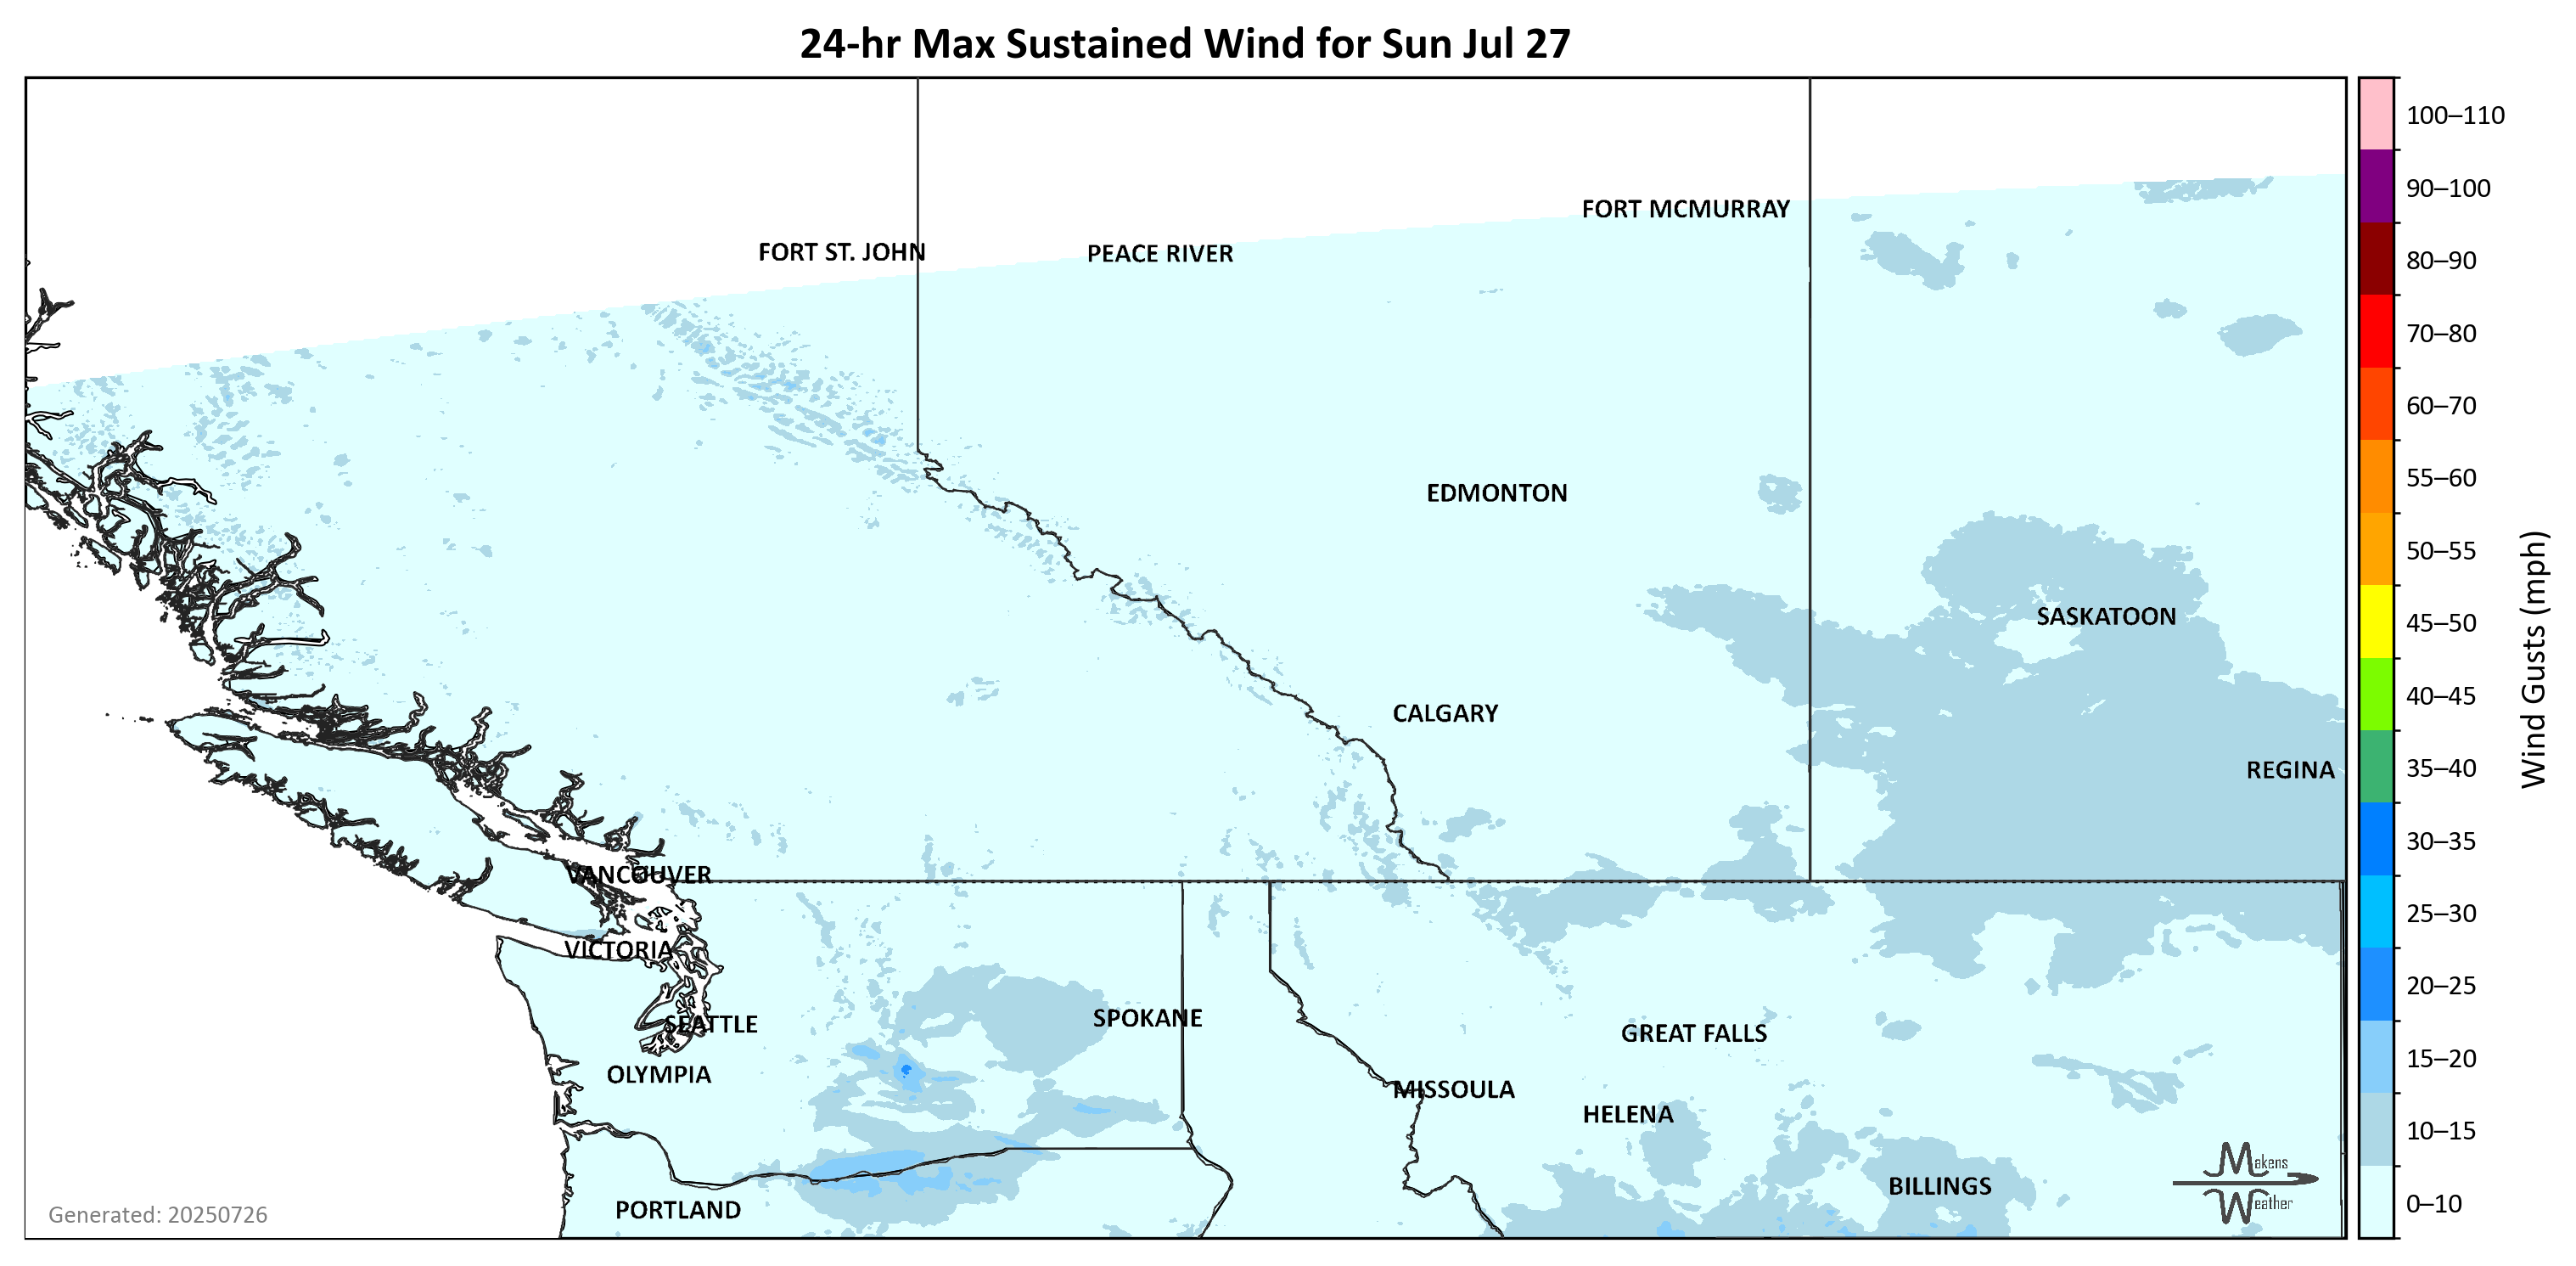 24-hr Max Sustained Wind for Sun Jul 27
100–110
90–100
80–90
70–80
60–70
55–60
50–55
45–50
40–45
35–40
30–35
25–30
20–25
15–20
10–15
0–10
Wind Gusts (mph)
FORT MCMURRAY
FORT ST. JOHN
PEACE RIVER
EDMONTON
SASKATOON
CALGARY
REGINA
VANCOUVER
VICTORIA
SEATTLE
SPOKANE
GREAT FALLS
OLYMPIA
MISSOULA
HELENA
BILLINGS
PORTLAND
Makens
Weather
Generated: 20250726